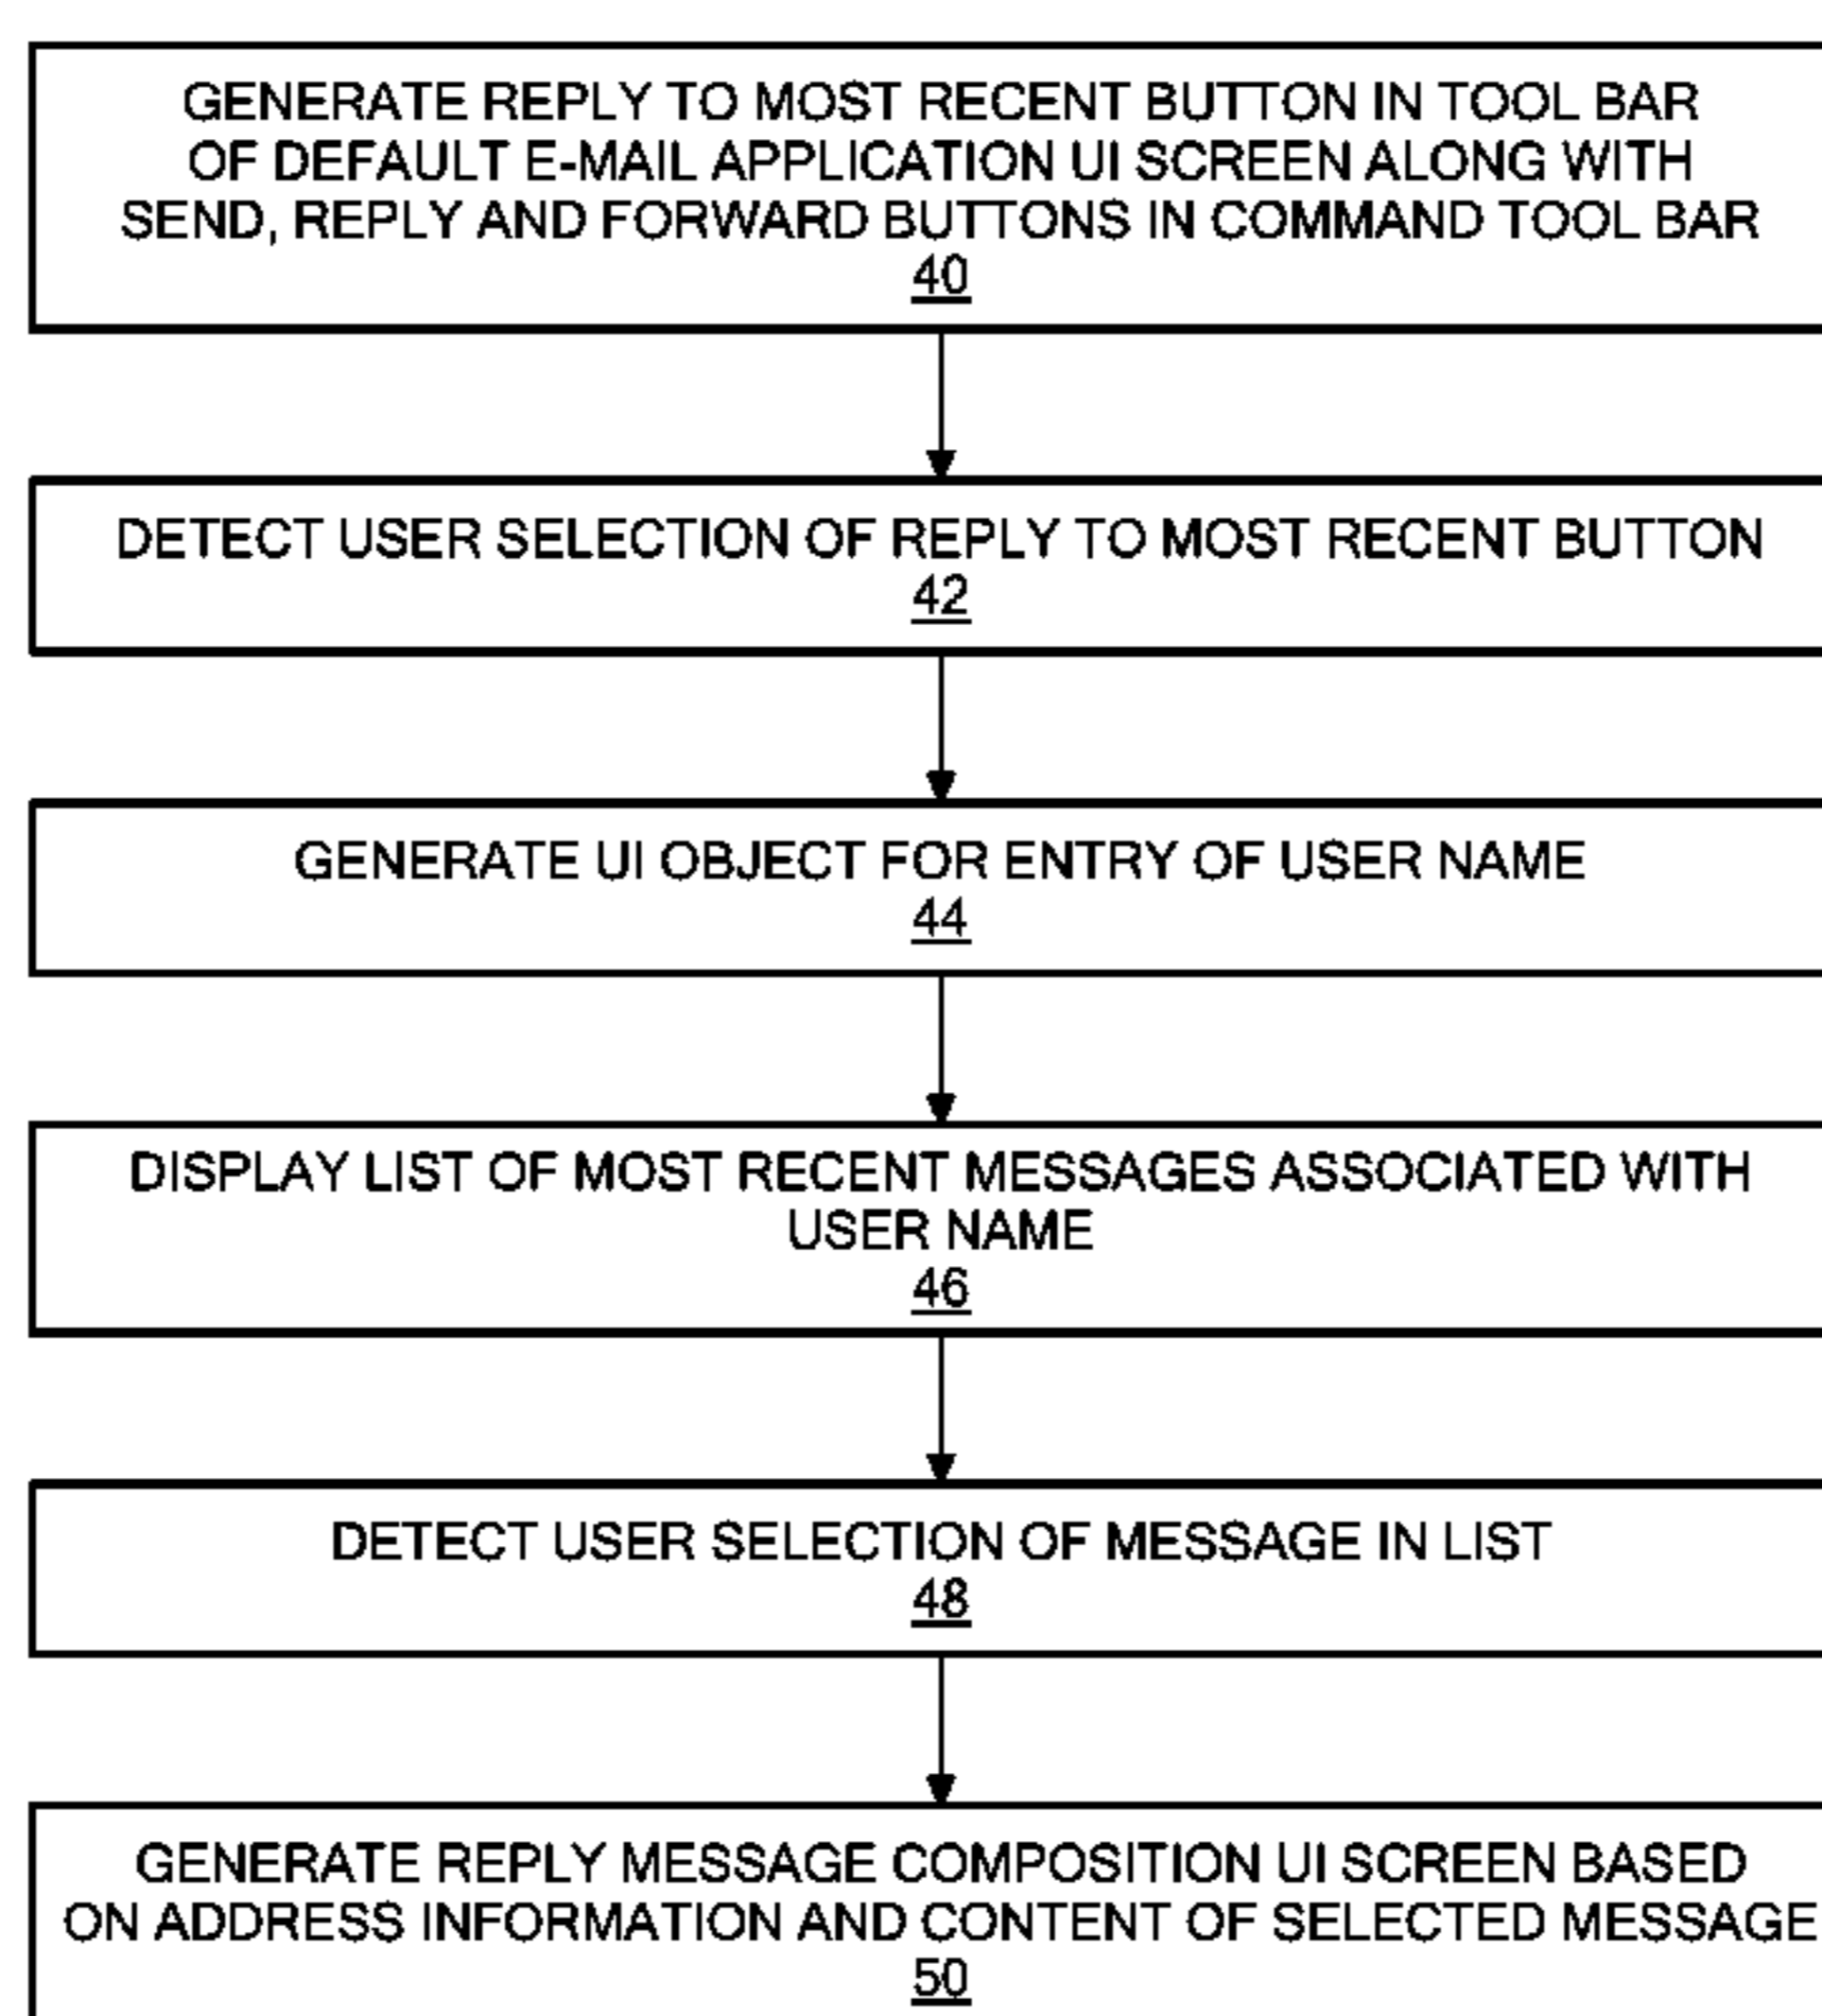 GENERATE REPLY TO MOST RECENT BUTTON IN TOOL BAR
OF DEFAULT E-MAIL APPLICATION UI SCREEN ALONG WITH
SEND, REPLY AND FORWARD BUTTONS IN COMMAND TOOL BAR
40
DETECT USER SELECTION OF REPLY TO MOST RECENT BUTTON
42
GENERATE UI OBJECT FOR ENTRY OF USER NAME
44
DISPLAY LIST OF MOST RECENT MESSAGES ASSOCIATED WITH
USER NAME
46
DETECT USER SELECTION OF MESSAGE IN LIST
48
GENERATE REPLY MESSAGE COMPOSITION UI SCREEN BASED
ON ADDRESS INFORMATION AND CONTENT OF SELECTED MESSAGE
50